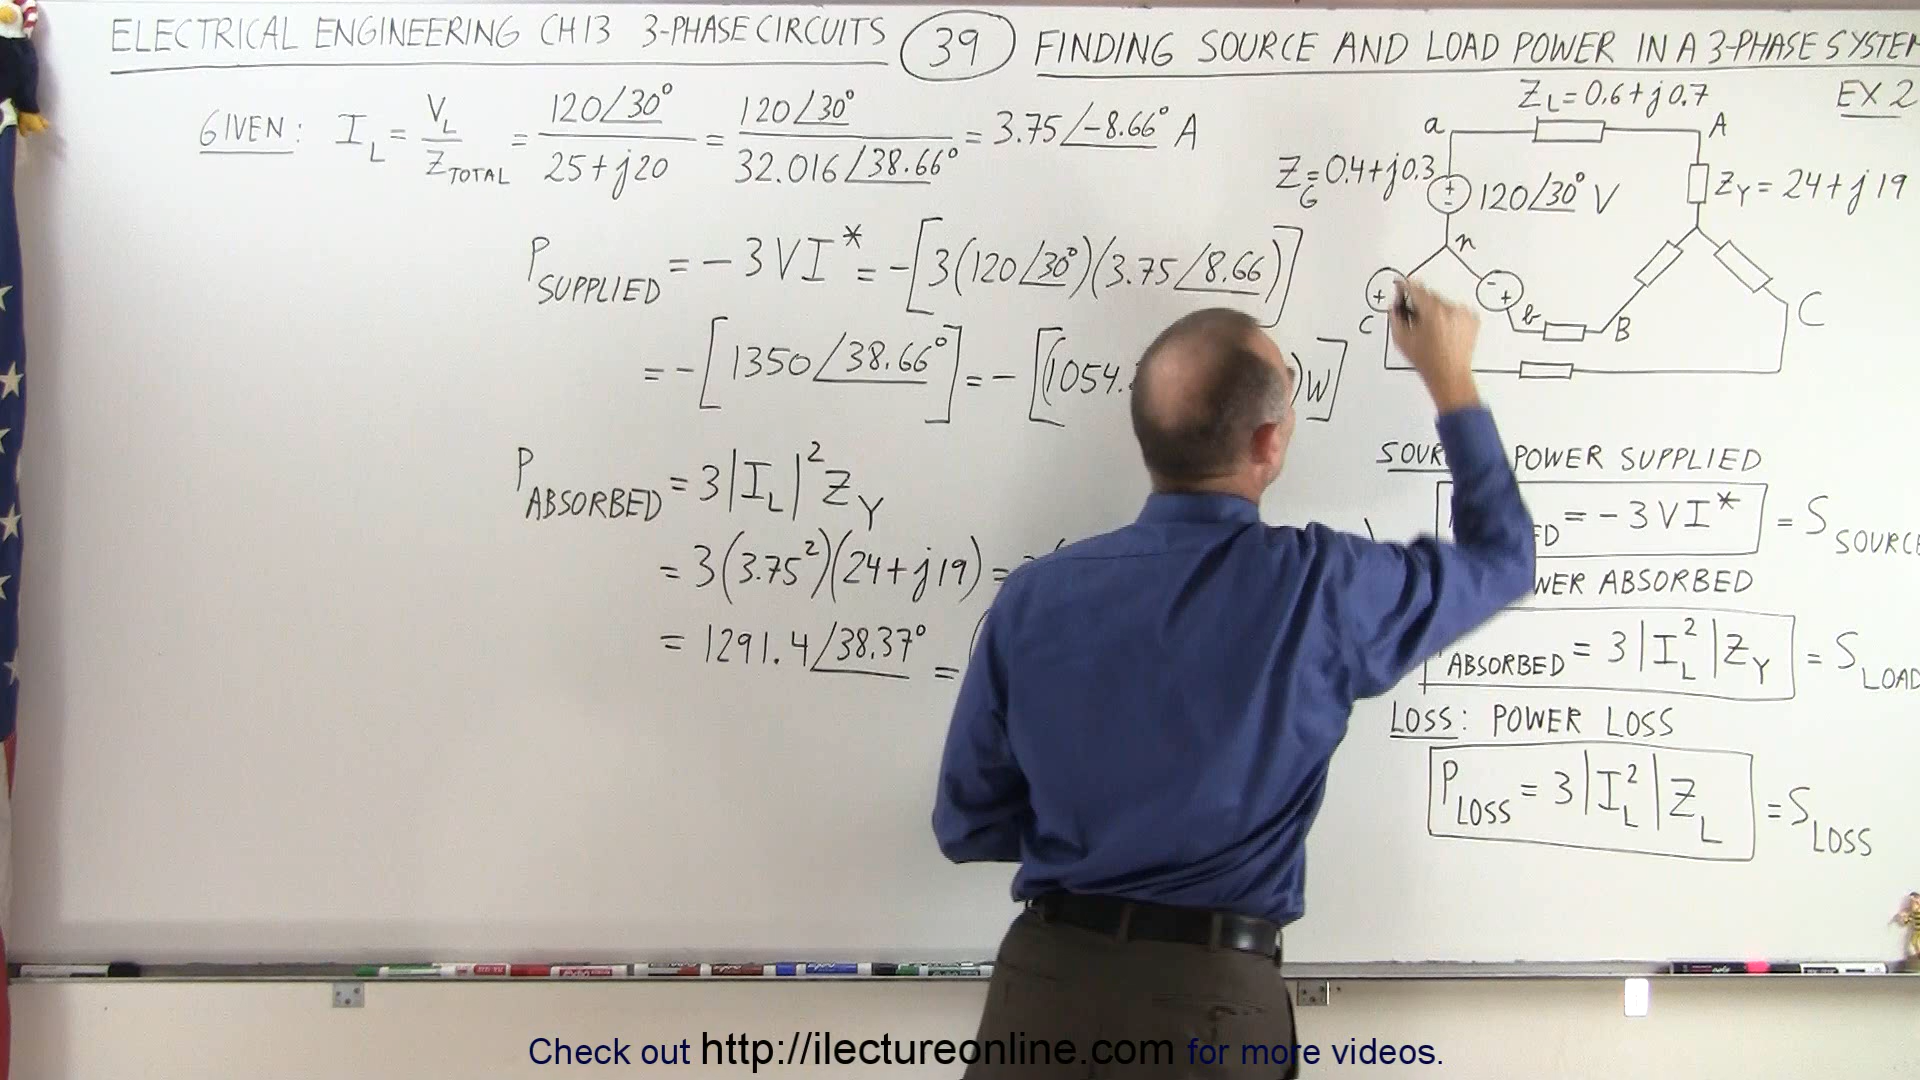 ELECTRICAL ENGINEERING CH 13 3-PHASE CIRCUITS 39 FINDING SOURCE AND LOAD POWER IN A 3-PHASE SYSTEM
EX 2
GIVEN: I_L = V_L / Z_TOTAL = 120∠30° / 25+j20 = 120∠30° / 32.016∠38.66° = 3.75∠-8.66° A
P_SUPPLIED = -3VI* = -[3(120∠30°)(3.75∠8.66)]
= -[1350∠38.66°] = -[(1054. )W]
P_ABSORBED = 3|I_L|² Z_Y
= 3(3.75²)(24+j19) =
= 1291.4∠38.37° =
Z_L = 0.6+j0.7
a A
Z_G = 0.4+j0.3
+
-
120∠30° V
Z_Y = 24+j19
n
+ c
- + b
B
C
POWER SUPPLIED
= -3VI* = S_SOURCE
ABSORBED
ABSORBED = 3|I_L²|Z_Y = S_LOAD
LOSS: POWER LOSS
P_LOSS = 3|I_L²|Z_L = S_LOSS
Check out http://ilectureonline.com for more videos.